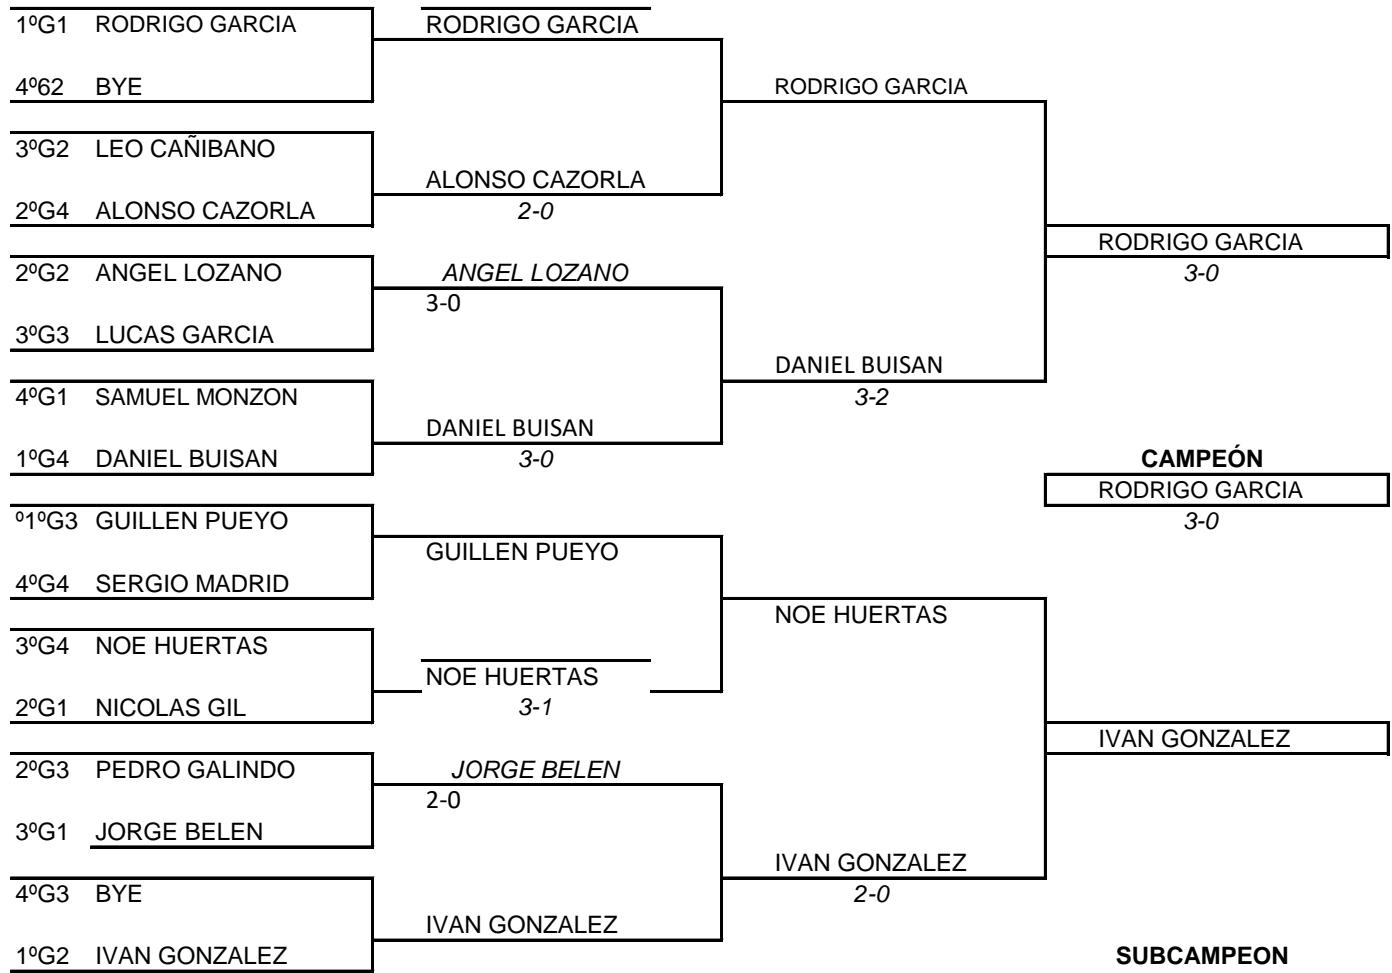 1ºG1 RODRIGO GARCIA
RODRIGO GARCIA
4º62 BYE
RODRIGO GARCIA
3ºG2 LEO CAÑIBANO
ALONSO CAZORLA
2ºG4 ALONSO CAZORLA
2-0
RODRIGO GARCIA
2ºG2 ANGEL LOZANO
ANGEL LOZANO
3-0
3-0
3ºG3 LUCAS GARCIA
DANIEL BUISAN
4ºG1 SAMUEL MONZON
3-2
DANIEL BUISAN
1ºG4 DANIEL BUISAN
3-0
CAMPEÓN
RODRIGO GARCIA
º1ºG3 GUILLEN PUEYO
3-0
GUILLEN PUEYO
4ºG4 SERGIO MADRID
NOE HUERTAS
3ºG4 NOE HUERTAS
NOE HUERTAS
2ºG1 NICOLAS GIL
3-1
IVAN GONZALEZ
2ºG3 PEDRO GALINDO
JORGE BELEN
2-0
3ºG1 JORGE BELEN
IVAN GONZALEZ
4ºG3 BYE
2-0
IVAN GONZALEZ
1ºG2 IVAN GONZALEZ
SUBCAMPEON